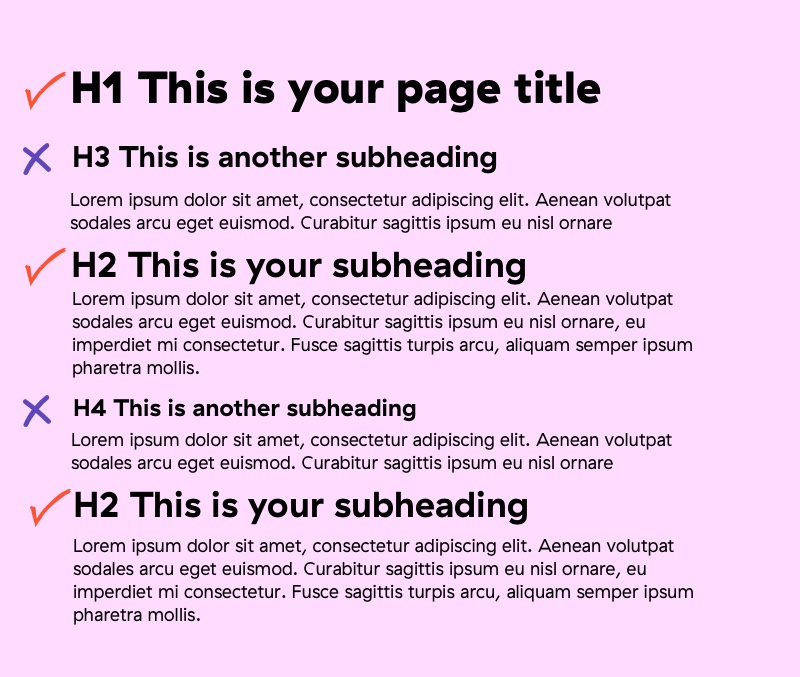 H1 This is your page title
H3 This is another subheading
Lorem ipsum dolor sit amet, consectetur adipiscing elit. Aenean volutpat
sodales arcu eget euismod. Curabitur sagittis ipsum eu nisl ornare
H2 This is your subheading
Lorem ipsum dolor sit amet, consectetur adipiscing elit. Aenean volutpat
sodales arcu eget euismod. Curabitur sagittis ipsum eu nisl ornare, eu
imperdiet mi consectetur. Fusce sagittis turpis arcu, aliquam semper ipsum
pharetra mollis.
H4 This is another subheading
Lorem ipsum dolor sit amet, consectetur adipiscing elit. Aenean volutpat
sodales arcu eget euismod. Curabitur sagittis ipsum eu nisl ornare
H2 This is your subheading
Lorem ipsum dolor sit amet, consectetur adipiscing elit. Aenean volutpat
sodales arcu eget euismod. Curabitur sagittis ipsum eu nisl ornare, eu
imperdiet mi consectetur. Fusce sagittis turpis arcu, aliquam semper ipsum
pharetra mollis.